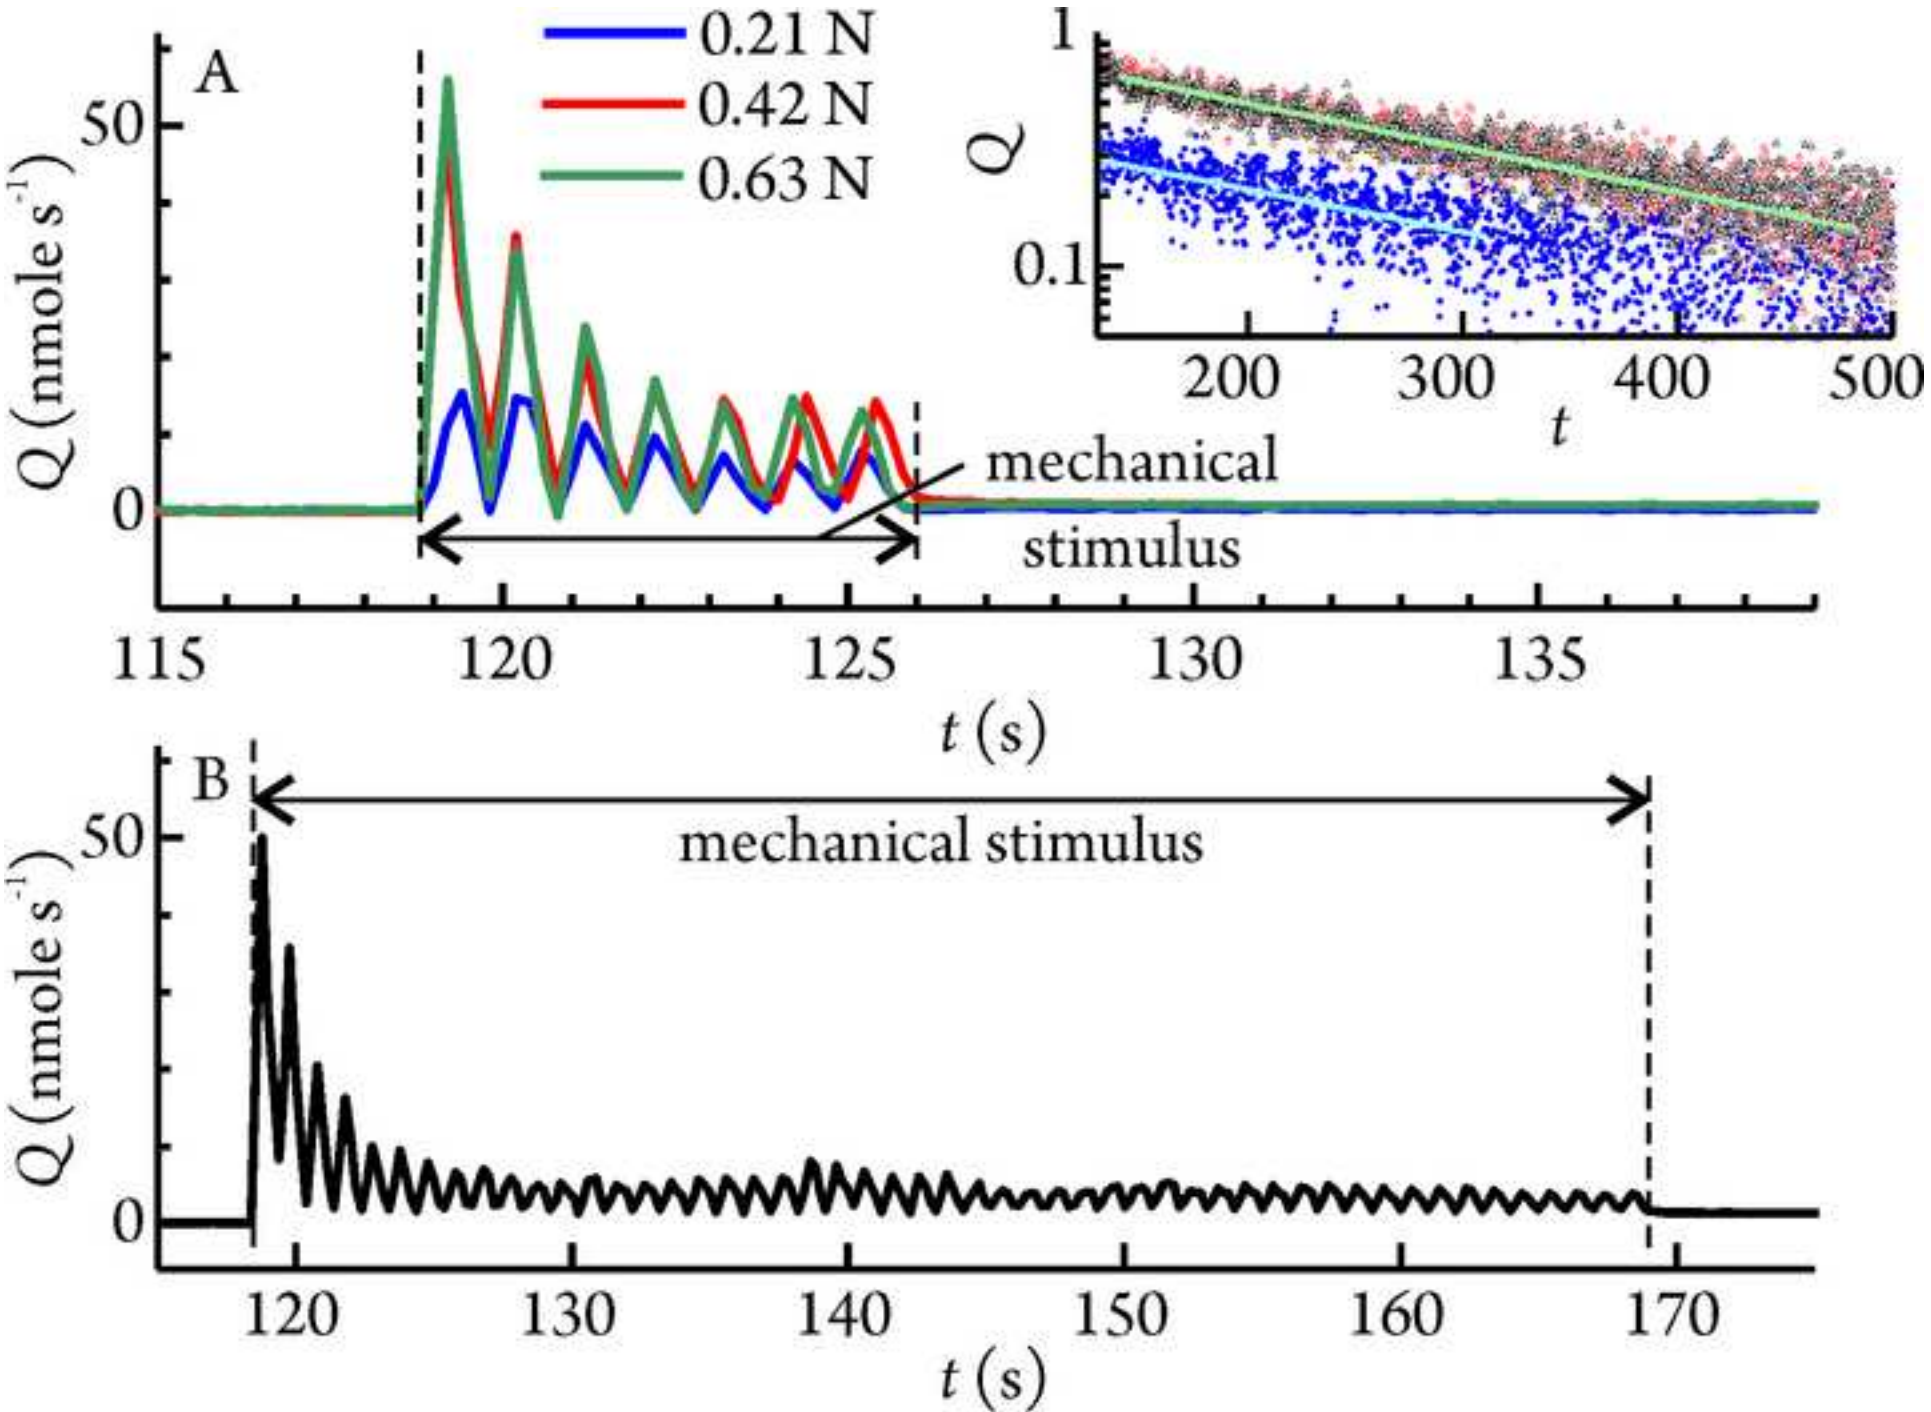 A
0.21 N
0.42 N
0.63 N
50
0
Q (nmole s⁻¹)
mechanical
stimulus
115 120 125 130 135
t (s)
1
0.1
Q
200 300 400 500
t
B
mechanical stimulus
50
0
Q (nmole s⁻¹)
120 130 140 150 160 170
t (s)